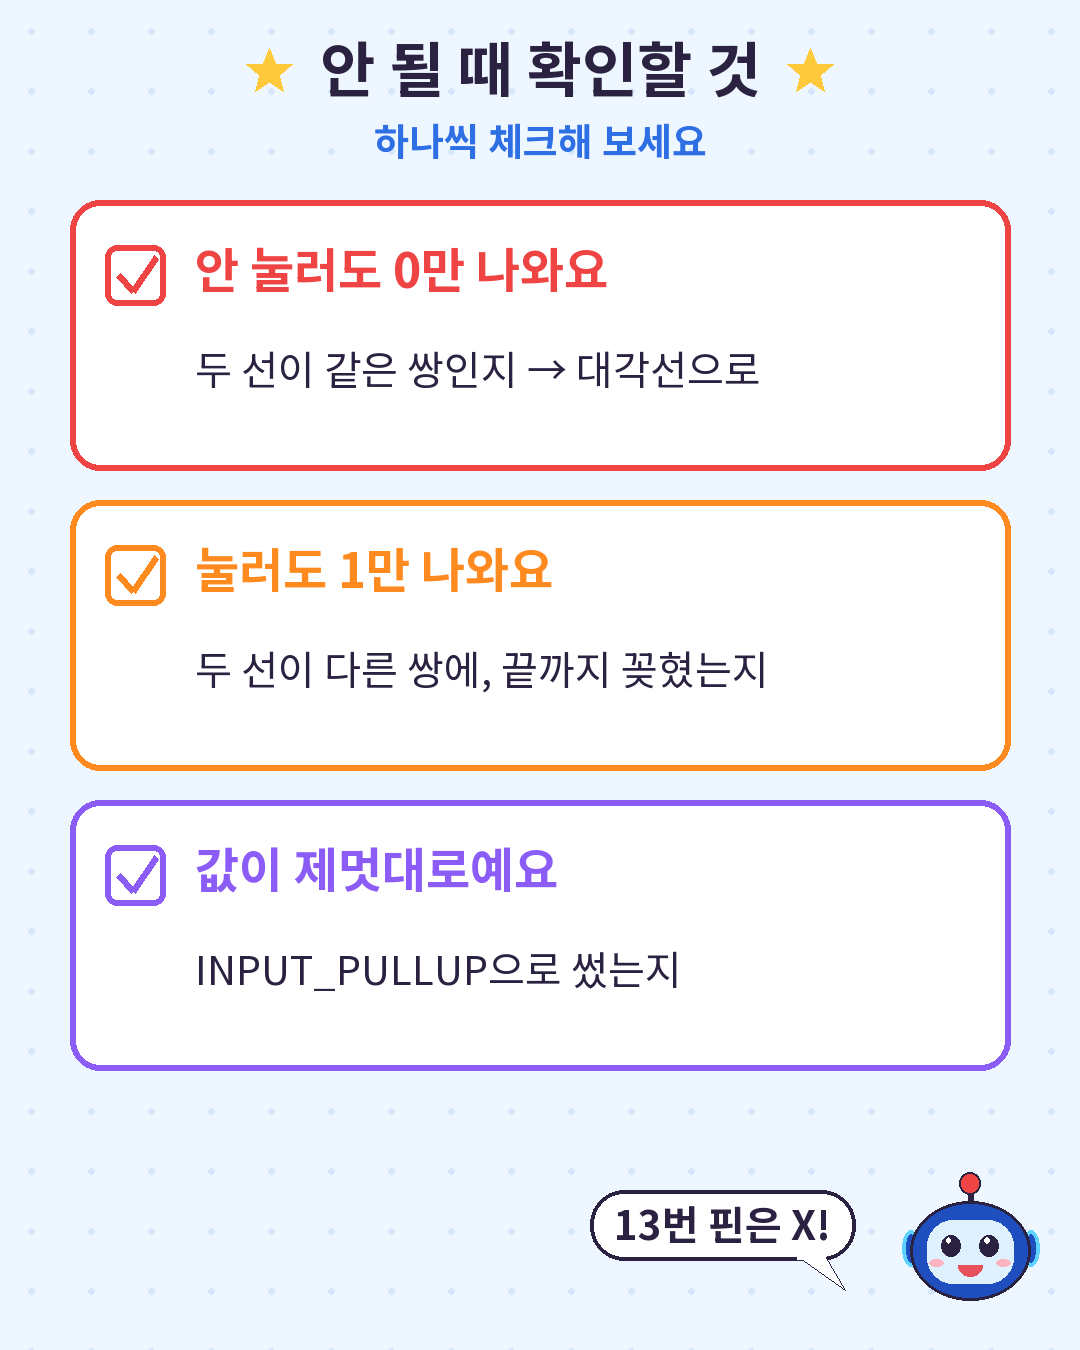 안 될 때 확인할 것
하나씩 체크해 보세요
안 눌러도 0만 나와요
두 선이 같은 쌍인지 → 대각선으로
눌러도 1만 나와요
두 선이 다른 쌍에, 끝까지 꽂혔는지
값이 제멋대로예요
INPUT_PULLUP으로 썼는지
13번 핀은 X!